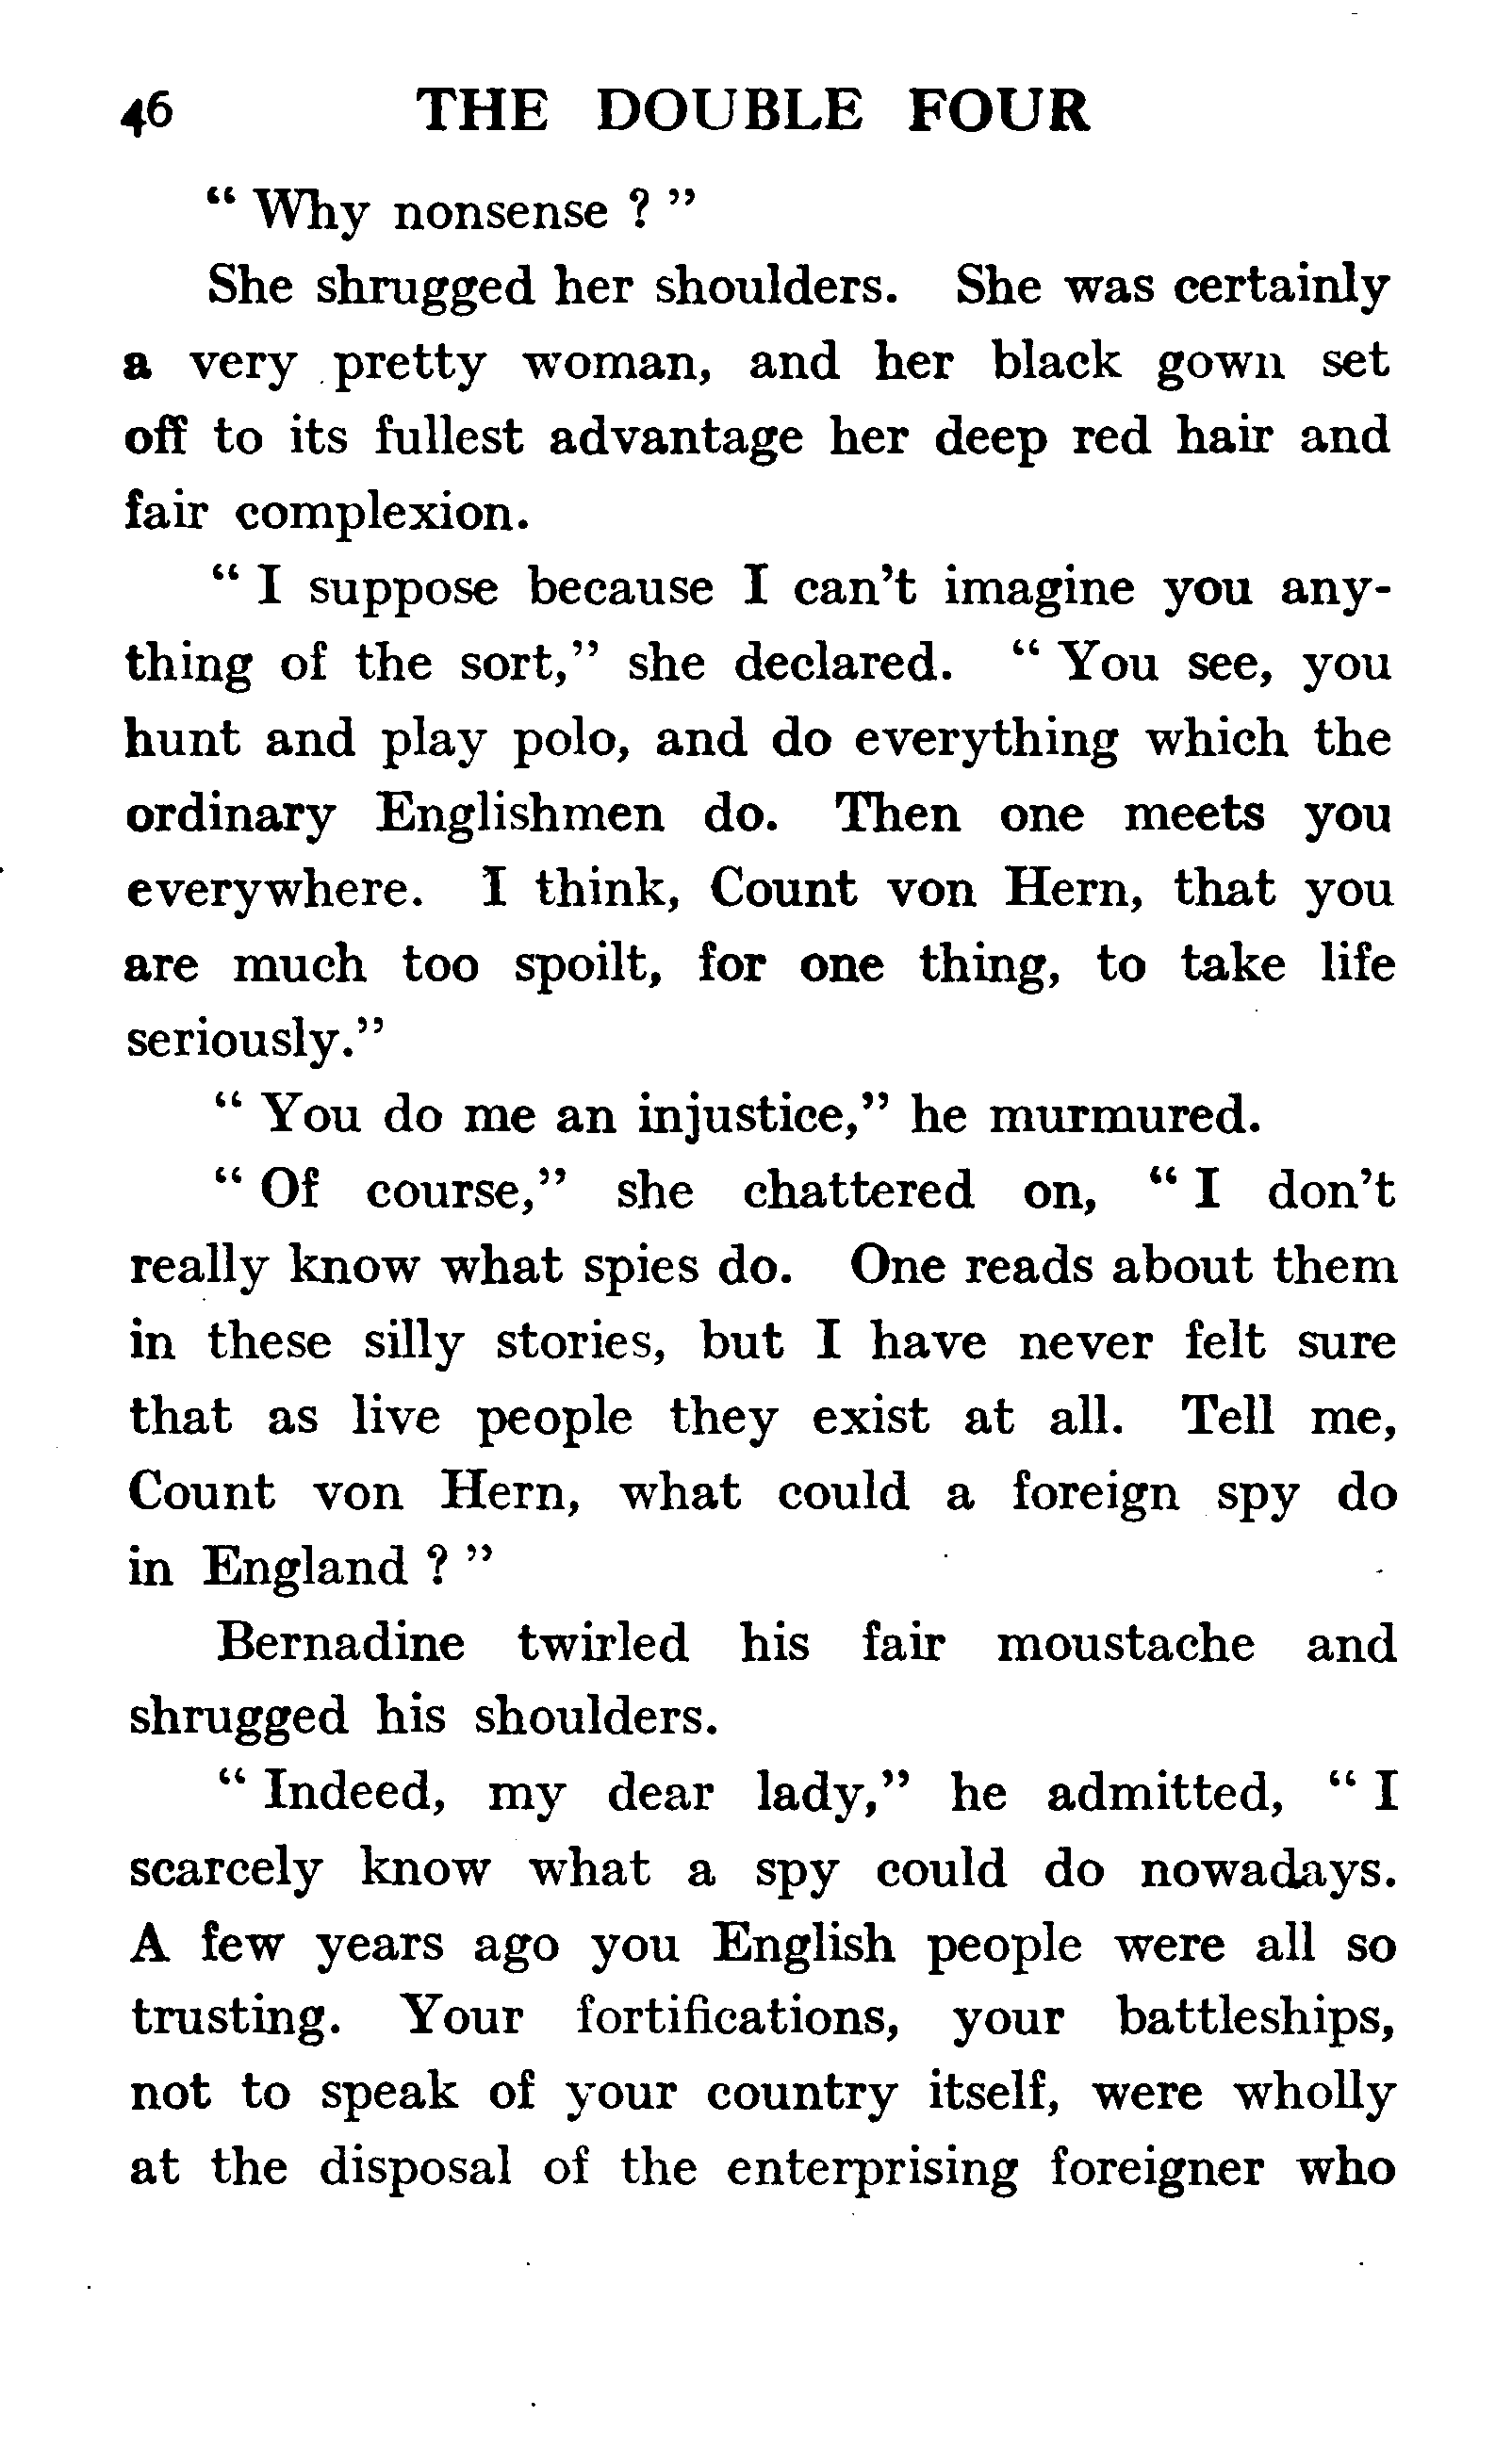 46 THE DOUBLE FOUR
“ Why nonsense ? ”
She shrugged her shoulders. She was certainly
a very pretty woman, and her black gown set
off to its fullest advantage her deep red hair and
fair complexion.
“ I suppose because I can’t imagine you any-
thing of the sort,” she declared. “ You see, you
hunt and play polo, and do everything which the
ordinary Englishmen do. Then one meets you
everywhere. I think, Count von Hern, that you
are much too spoilt, for one thing, to take life
seriously.”
“ You do me an injustice,” he murmured.
“ Of course,” she chattered on, “ I don’t
really know what spies do. One reads about them
in these silly stories, but I have never felt sure
that as live people they exist at all. Tell me,
Count von Hern, what could a foreign spy do
in England ? ”
Bernadine twirled his fair moustache and
shrugged his shoulders.
“ Indeed, my dear lady,” he admitted, “ I
scarcely know what a spy could do nowadays.
A few years ago you English people were all so
trusting. Your fortifications, your battleships,
not to speak of your country itself, were wholly
at the disposal of the enterprising foreigner who